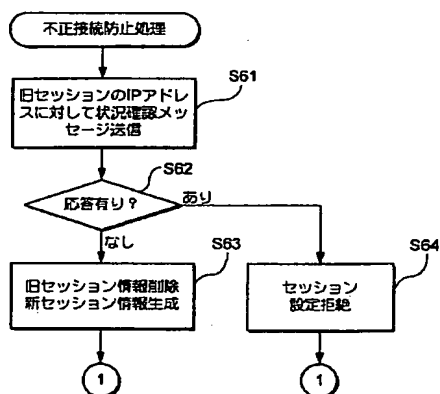 不正接続防止処理
S61
旧セッションのIPアドレ
スに対して状況確認メッ
セージ送信
S62
応答有り?
あり
なし
S63
旧セッション情報削除
新セッション情報生成
S64
セッション
設定拒絶
1
1